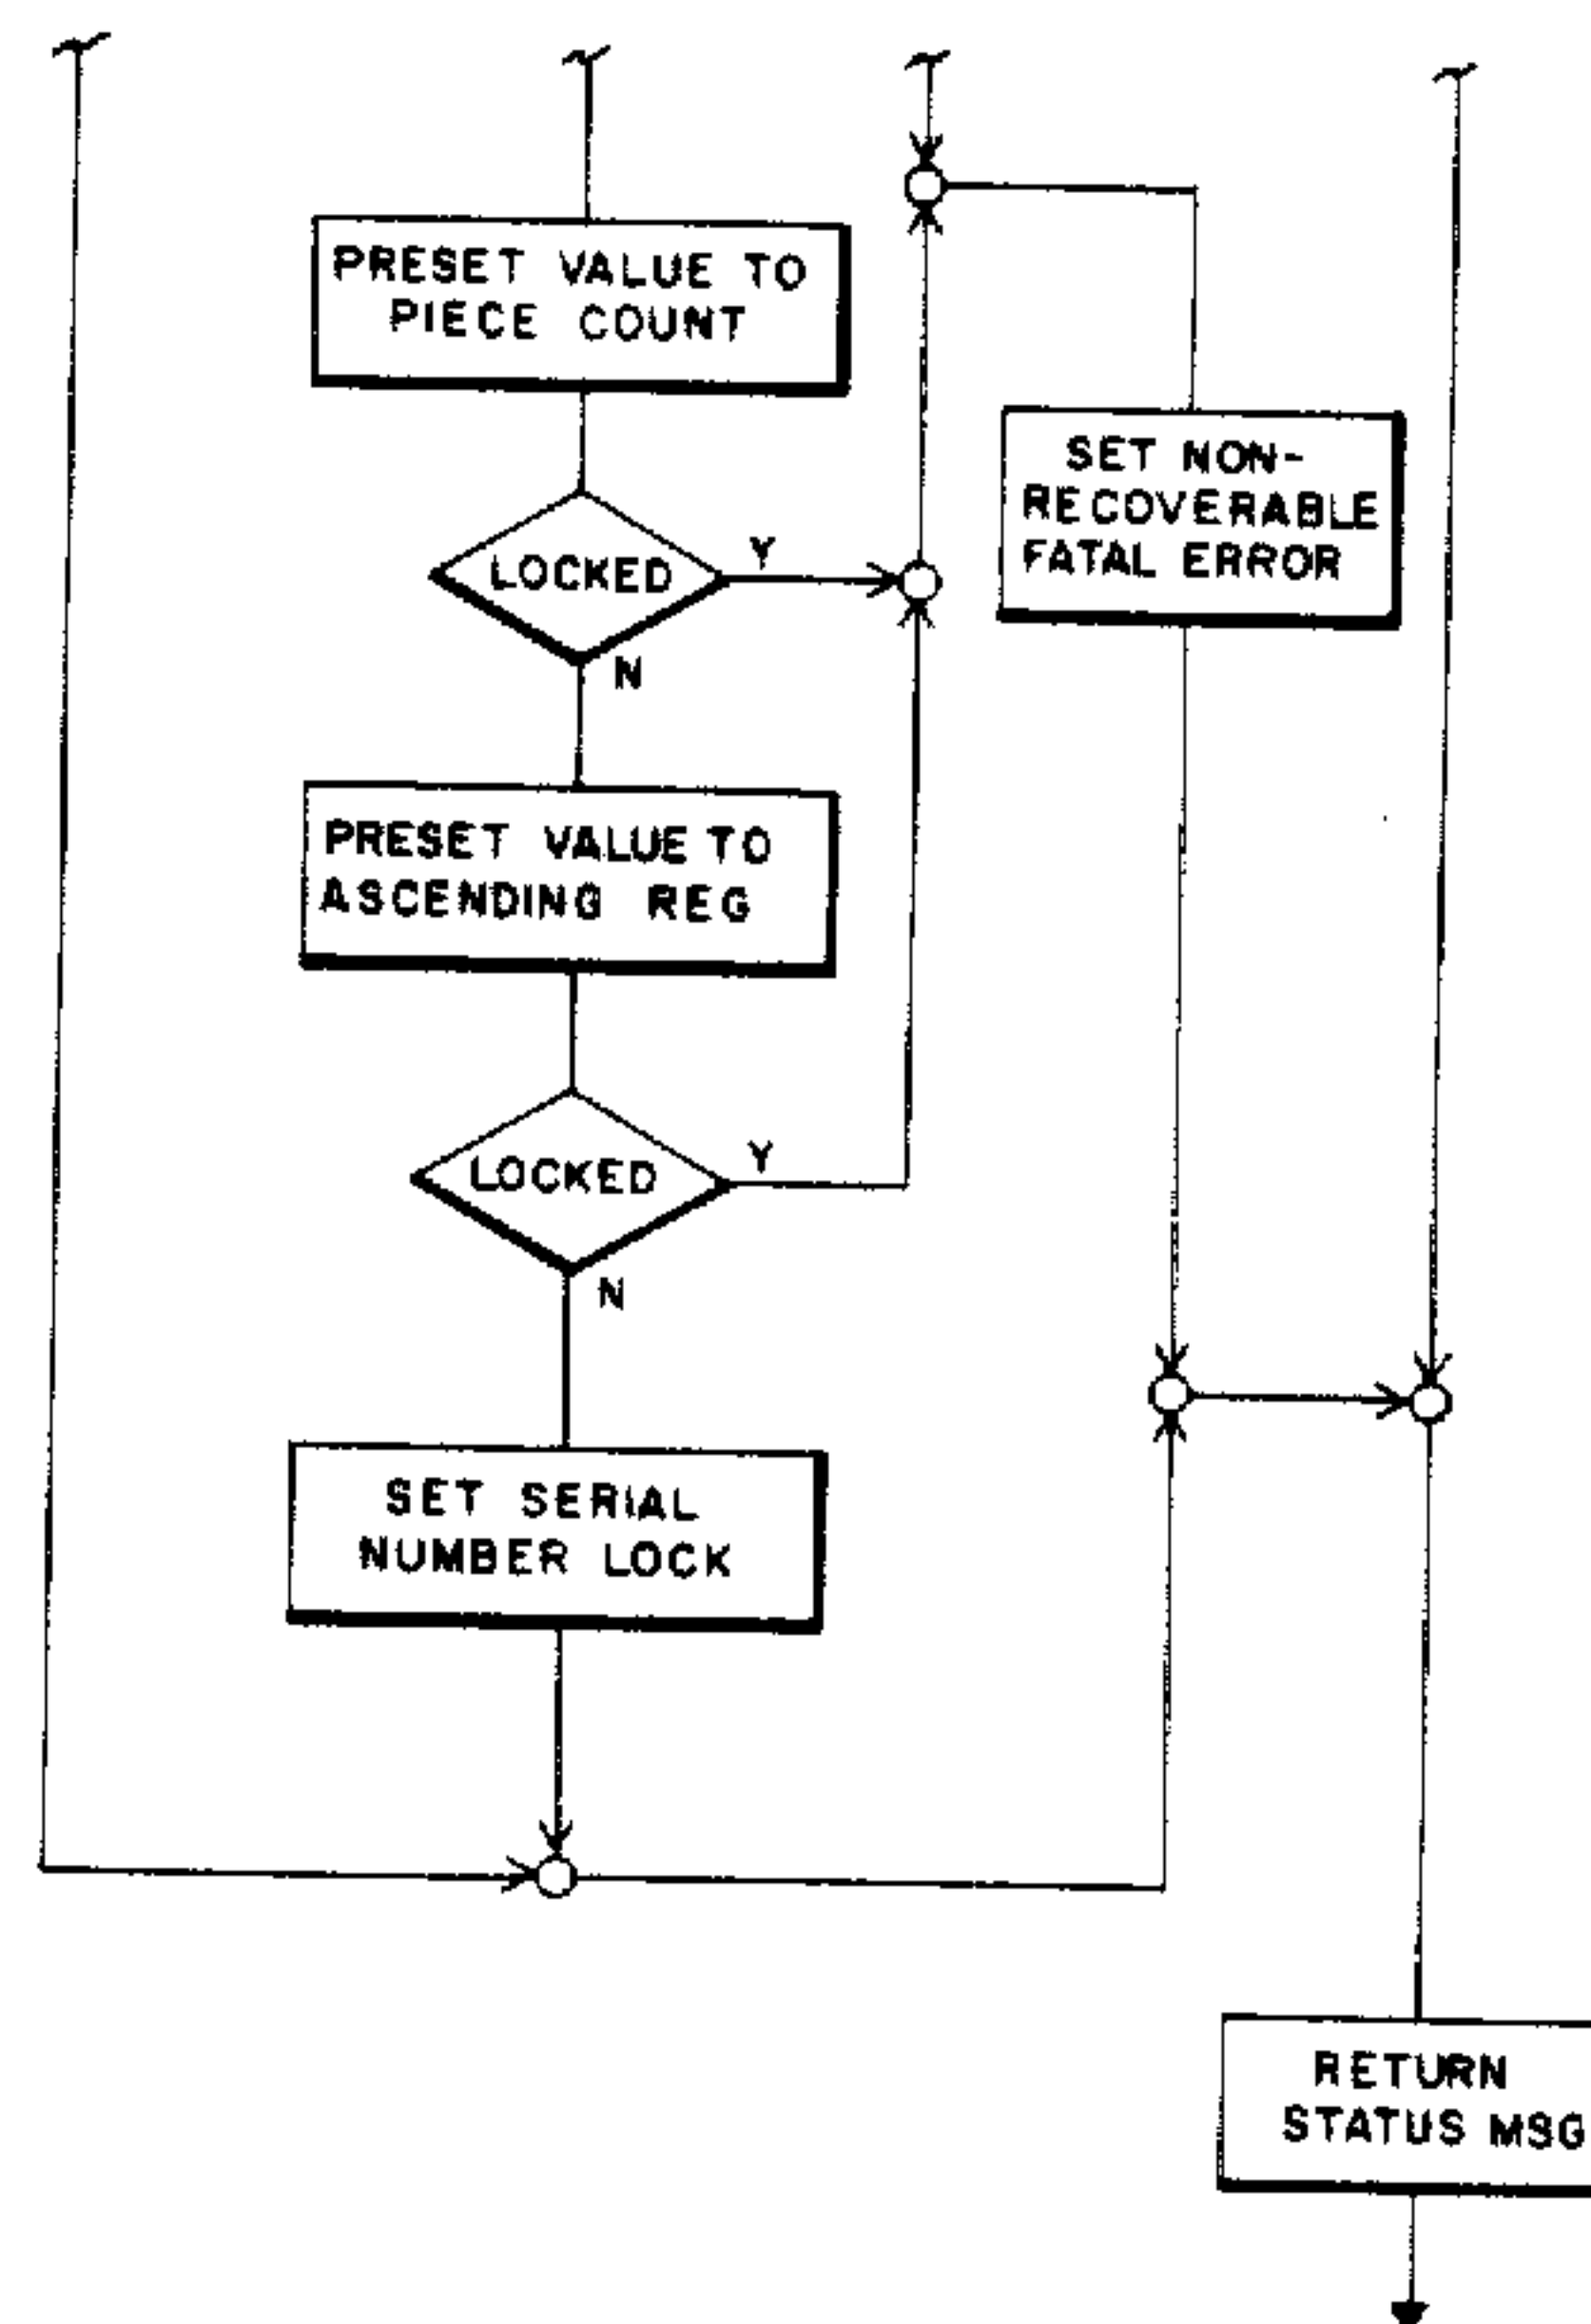 PRESET VALUE TO
PIECE COUNT
SET NON-
RECOVERABLE
FATAL ERROR
LOCKED
Y
N
PRESET VALUE TO
ASCENDING REG
LOCKED
Y
N
SET SERIAL
NUMBER LOCK
RETURN
STATUS MSG